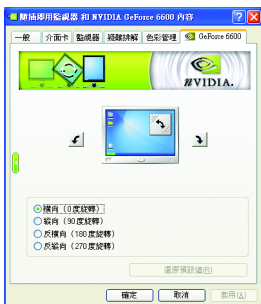 隨插即用監視器 和 NVIDIA GeForce 6600 內容
一般 介面卡 監視器 疑難排解 色彩管理 GeForce 6600
nVIDIA.
橫向 (0度旋轉)
縱向 (90度旋轉)
反橫向 (180度旋轉)
反縱向 (270度旋轉)
還原預設值(R)
確定 取消 套用(A)